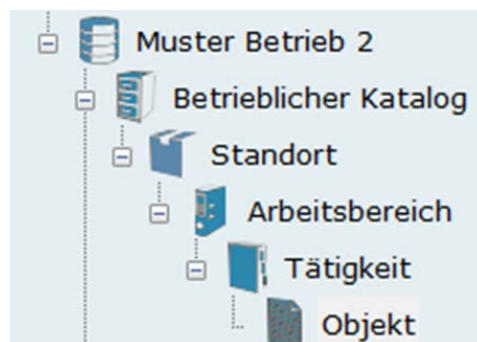 Muster Betrieb 2
Betrieblicher Katalog
Standort
Arbeitsbereich
Tätigkeit
Objekt